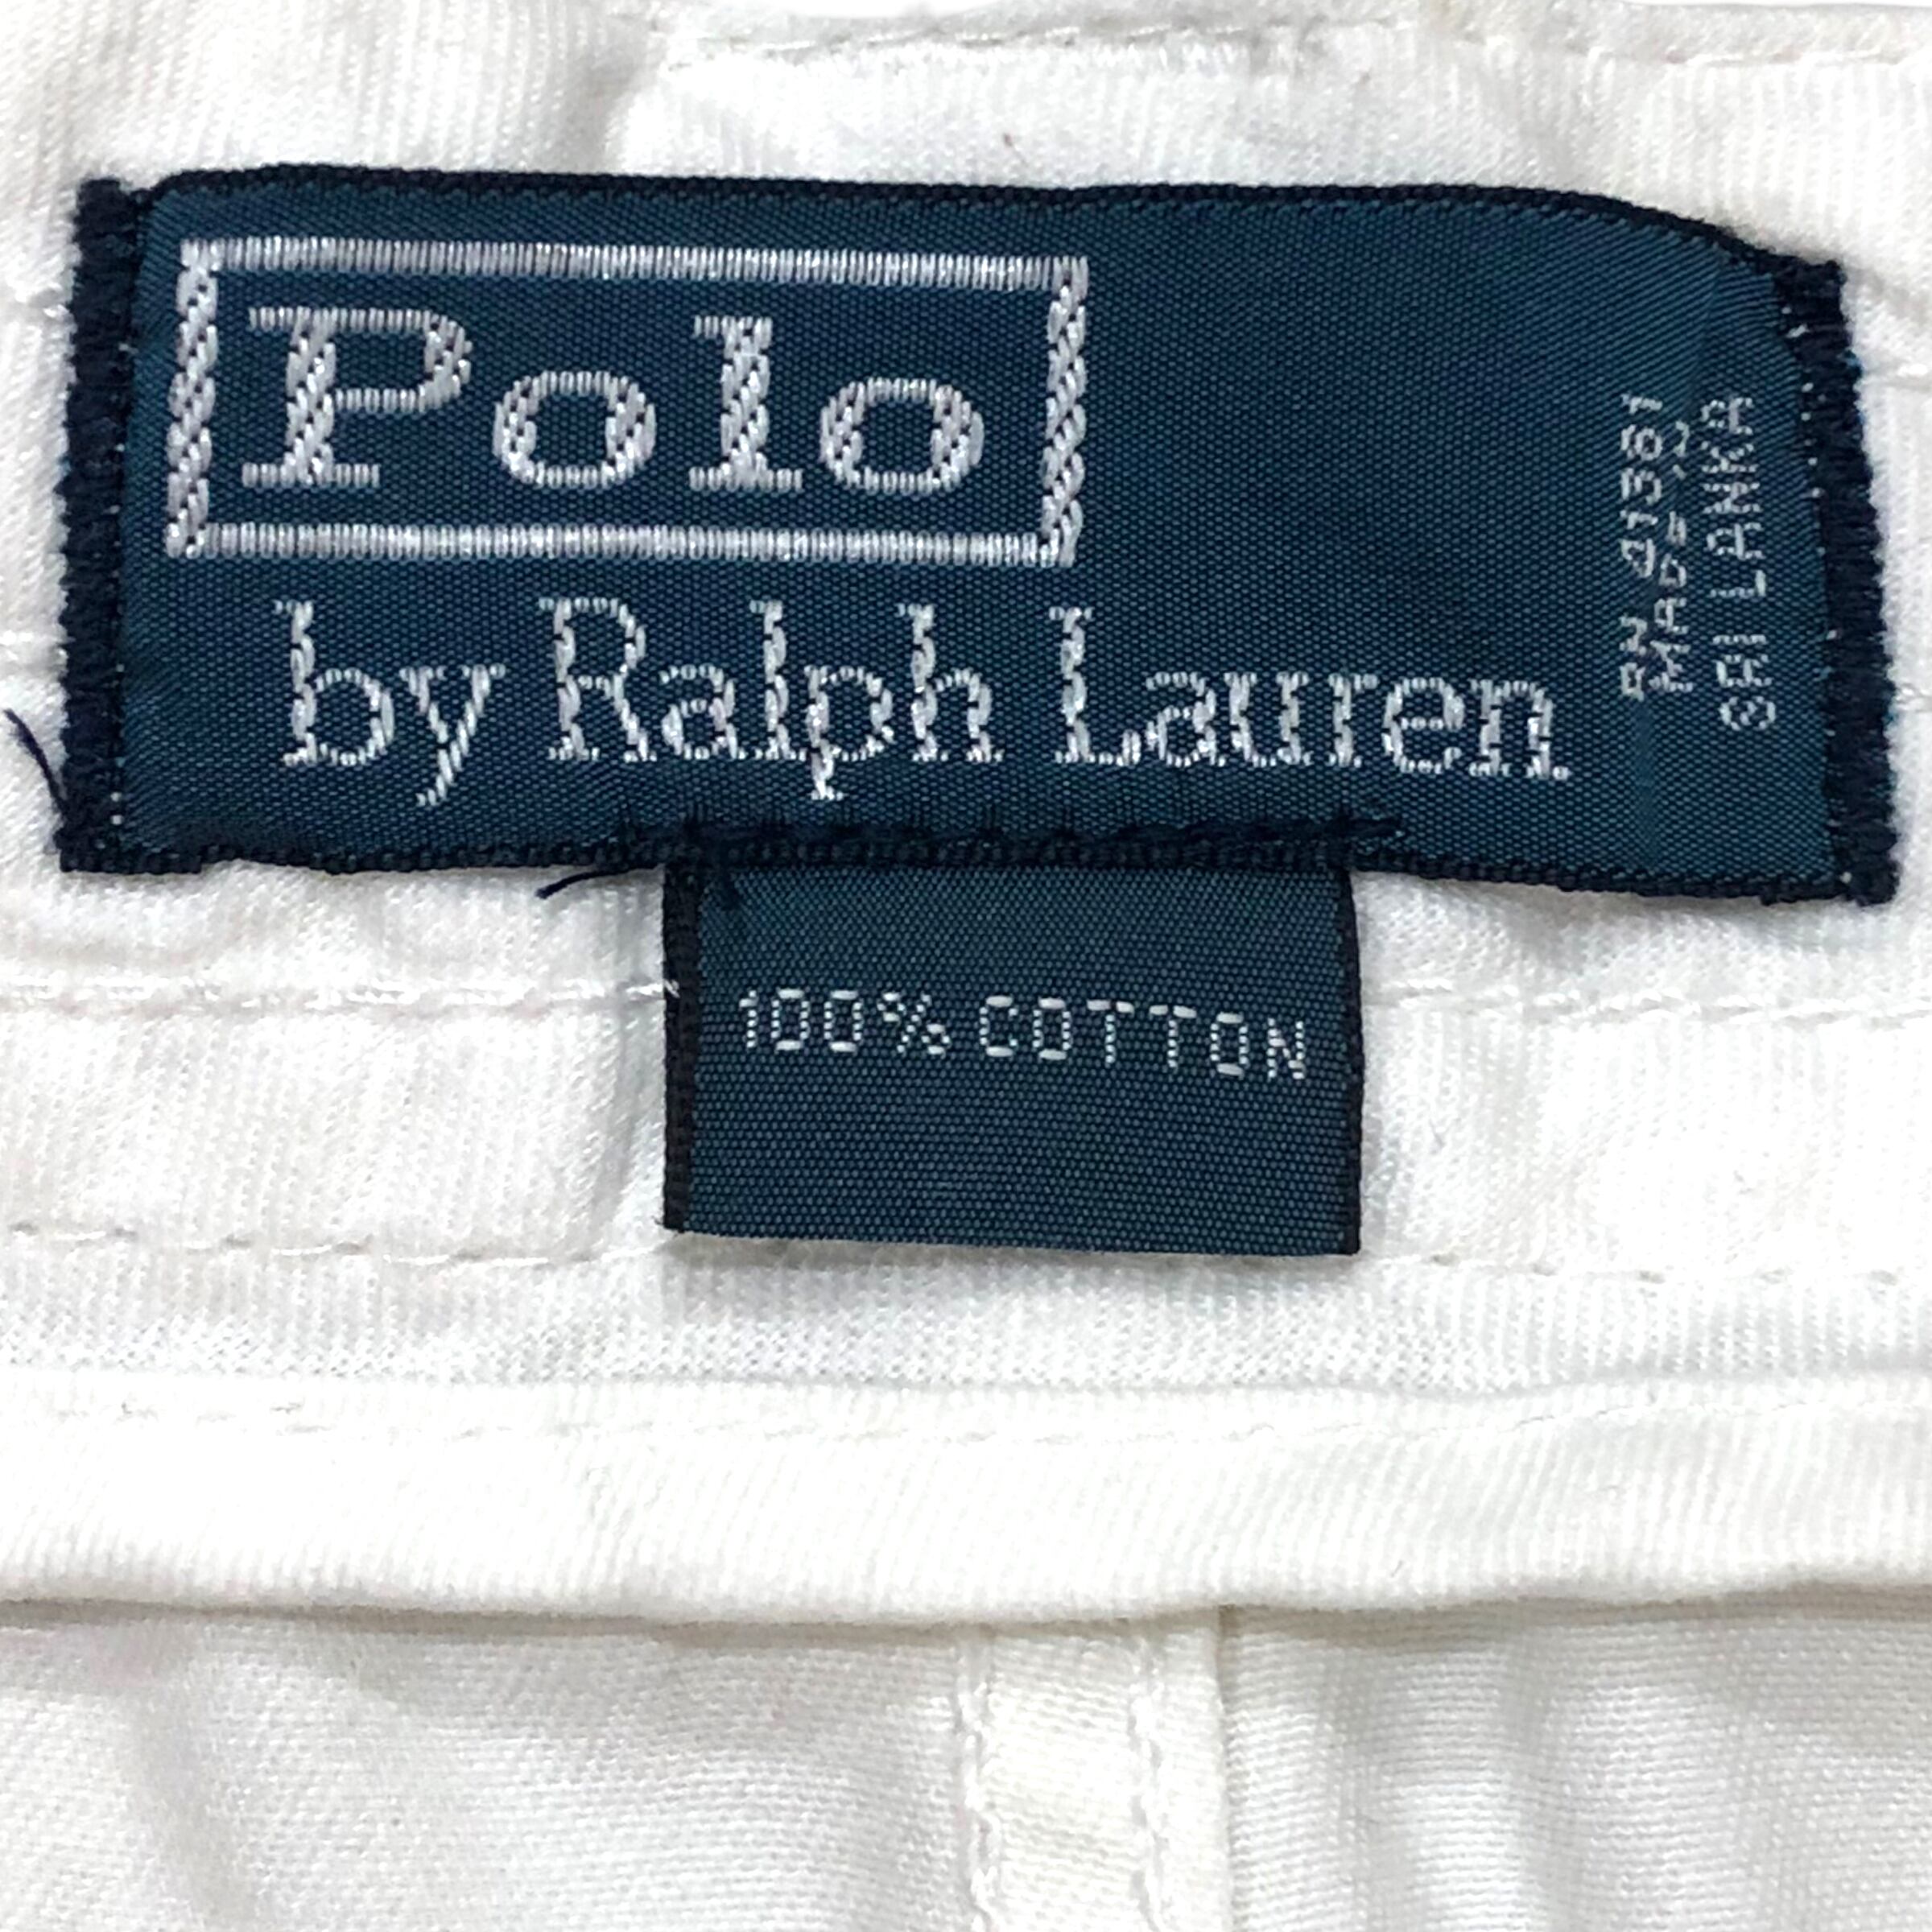 Polo
by Ralph Lauren
RN 41381
MADE IN
SRI LANKA
100% COTTON